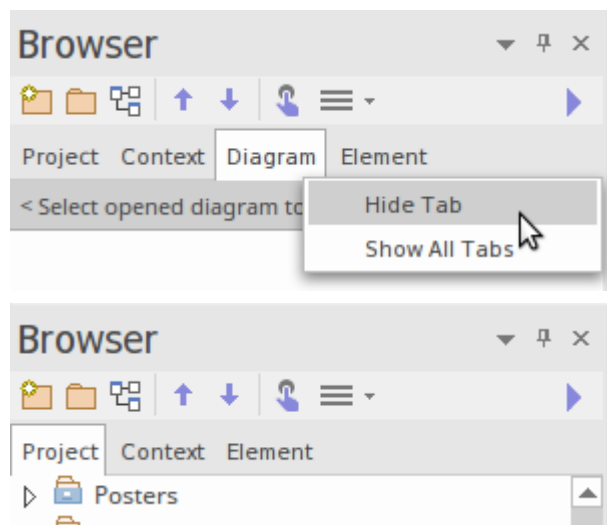 Browser
Project Context Diagram Element
< Select opened diagram to
Hide Tab
Show All Tabs
Browser
Project Context Element
Posters